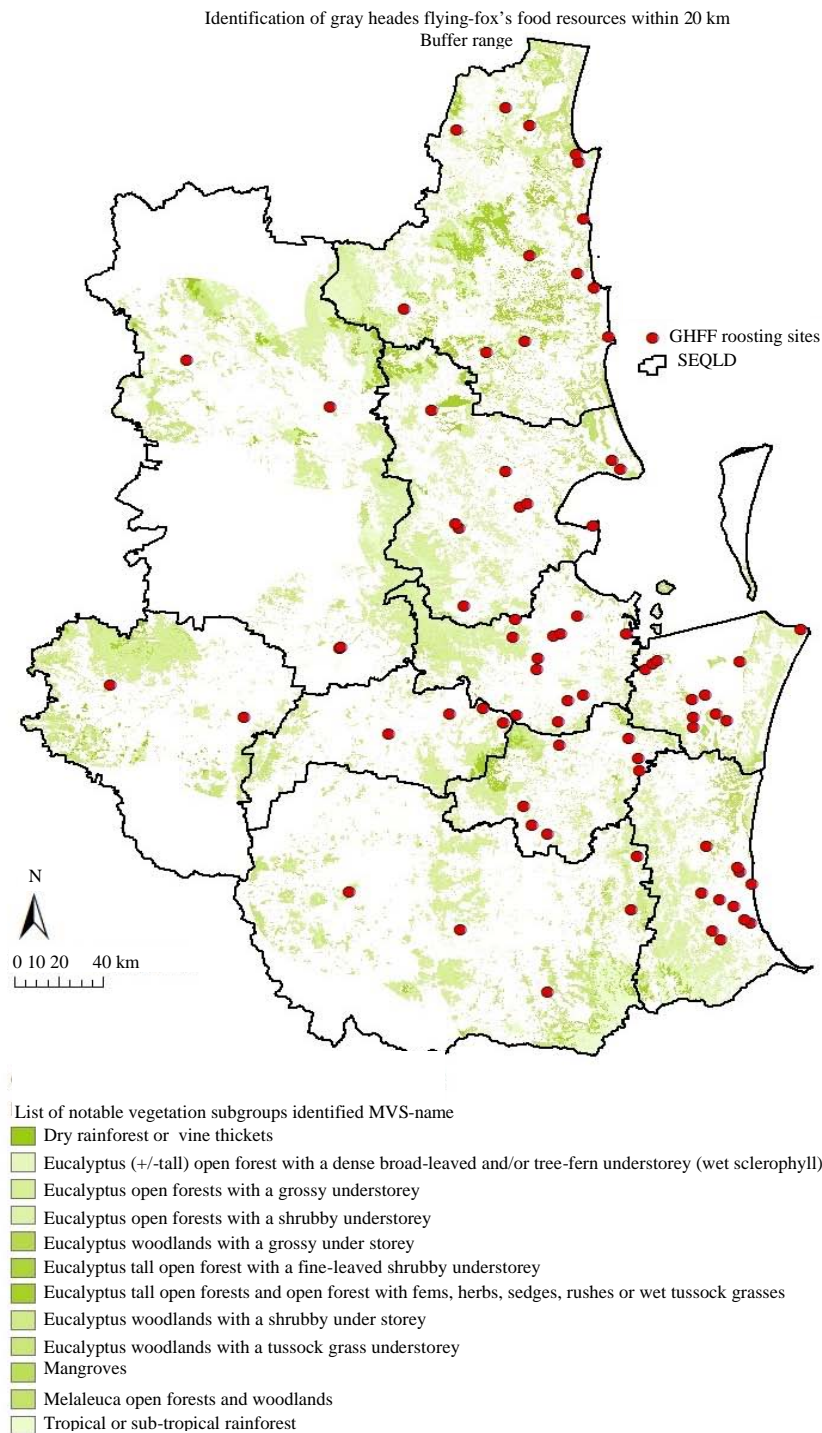 Identification of gray heades flying-fox's food resources within 20 km
Buffer range
GHFF roosting sites
SEQLD
N
0 10 20 40 km
List of notable vegetation subgroups identified MVS-name
Dry rainforest or vine thickets
Eucalyptus (+/-tall) open forest with a dense broad-leaved and/or tree-fern understorey (wet sclerophyll)
Eucalyptus open forests with a grossy understorey
Eucalyptus open forests with a shrubby understorey
Eucalyptus woodlands with a grossy under storey
Eucalyptus tall open forest with a fine-leaved shrubby understorey
Eucalyptus tall open forests and open forest with fems, herbs, sedges, rushes or wet tussock grasses
Eucalyptus woodlands with a shrubby under storey
Eucalyptus woodlands with a tussock grass understorey
Mangroves
Melaleuca open forests and woodlands
Tropical or sub-tropical rainforest